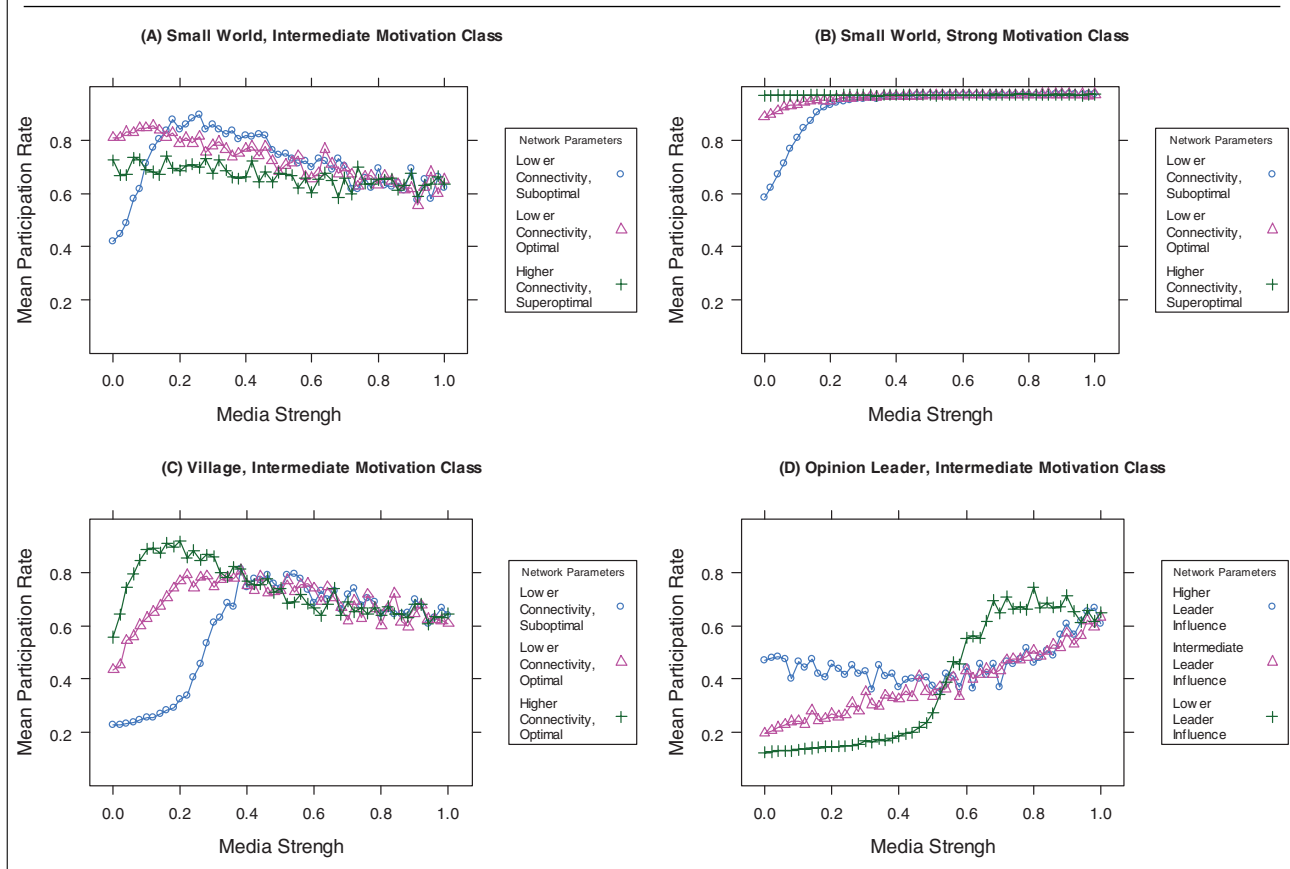 (A) Small World, Intermediate Motivation Class
Mean Participation Rate
0.8
0.6
0.4
0.2
0.0 0.2 0.4 0.6 0.8 1.0
Media Strengh
Network Parameters
Low er
Connectivity,
Suboptimal
Low er
Connectivity,
Optimal
Higher
Connectivity,
Superoptimal
(B) Small World, Strong Motivation Class
Mean Participation Rate
0.8
0.6
0.4
0.2
0.0 0.2 0.4 0.6 0.8 1.0
Media Strengh
Network Parameters
Low er
Connectivity,
Suboptimal
Low er
Connectivity,
Optimal
Higher
Connectivity,
Superoptimal
(C) Village, Intermediate Motivation Class
Mean Participation Rate
0.8
0.6
0.4
0.2
0.0 0.2 0.4 0.6 0.8 1.0
Media Strengh
Network Parameters
Low er
Connectivity,
Suboptimal
Low er
Connectivity,
Optimal
Higher
Connectivity,
Optimal
(D) Opinion Leader, Intermediate Motivation Class
Mean Participation Rate
0.8
0.6
0.4
0.2
0.0 0.2 0.4 0.6 0.8 1.0
Media Strengh
Network Parameters
Higher
Leader
Influence
Intermediate
Leader
Influence
Low er
Leader
Influence